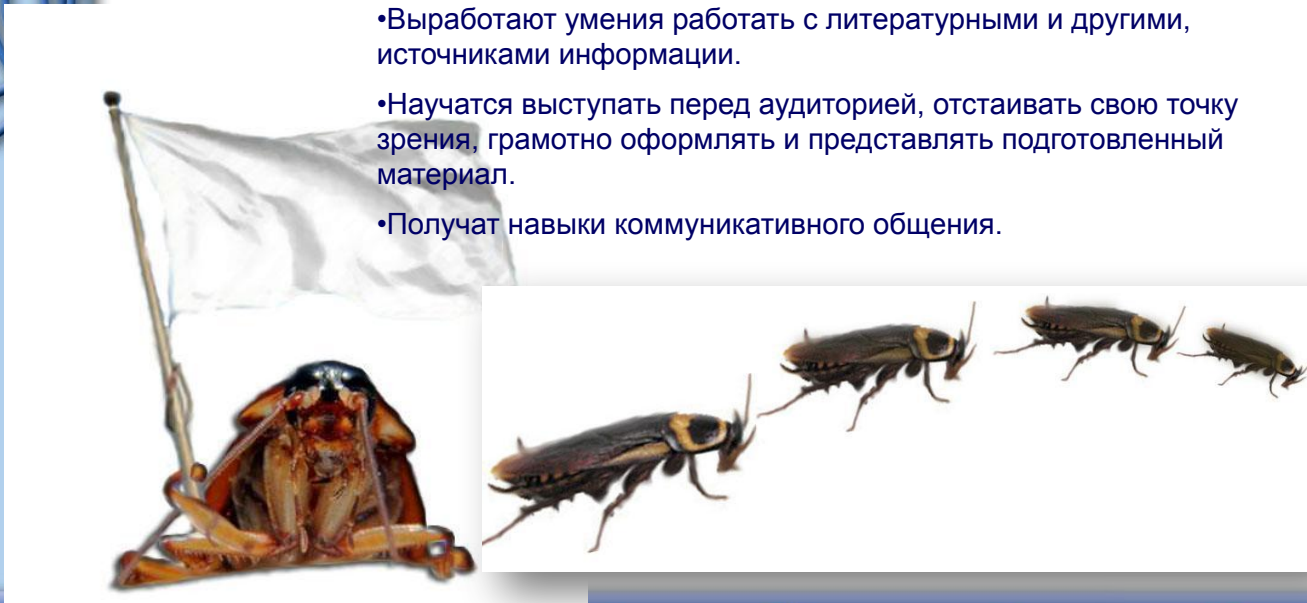 •Выработают умения работать с литературными и другими,
источниками информации.
•Научатся выступать перед аудиторией, отстаивать свою точку
зрения, грамотно оформлять и представлять подготовленный
материал.
•Получат навыки коммуникативного общения.